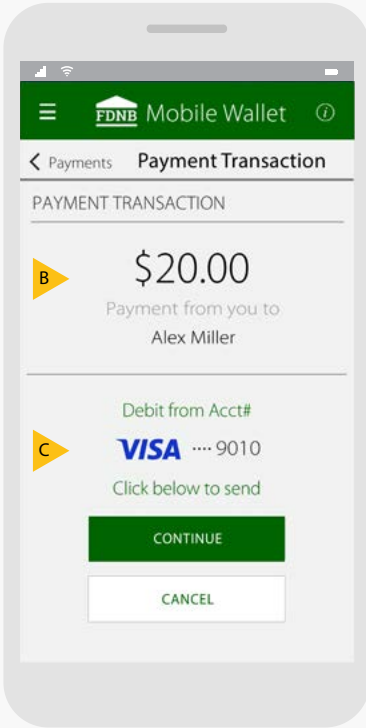 FDNB Mobile Wallet i
Payments Payment Transaction
PAYMENT TRANSACTION
B
$20.00
Payment from you to
Alex Miller
Debit from Acct#
C
VISA ···· 9010
Click below to send
CONTINUE
CANCEL